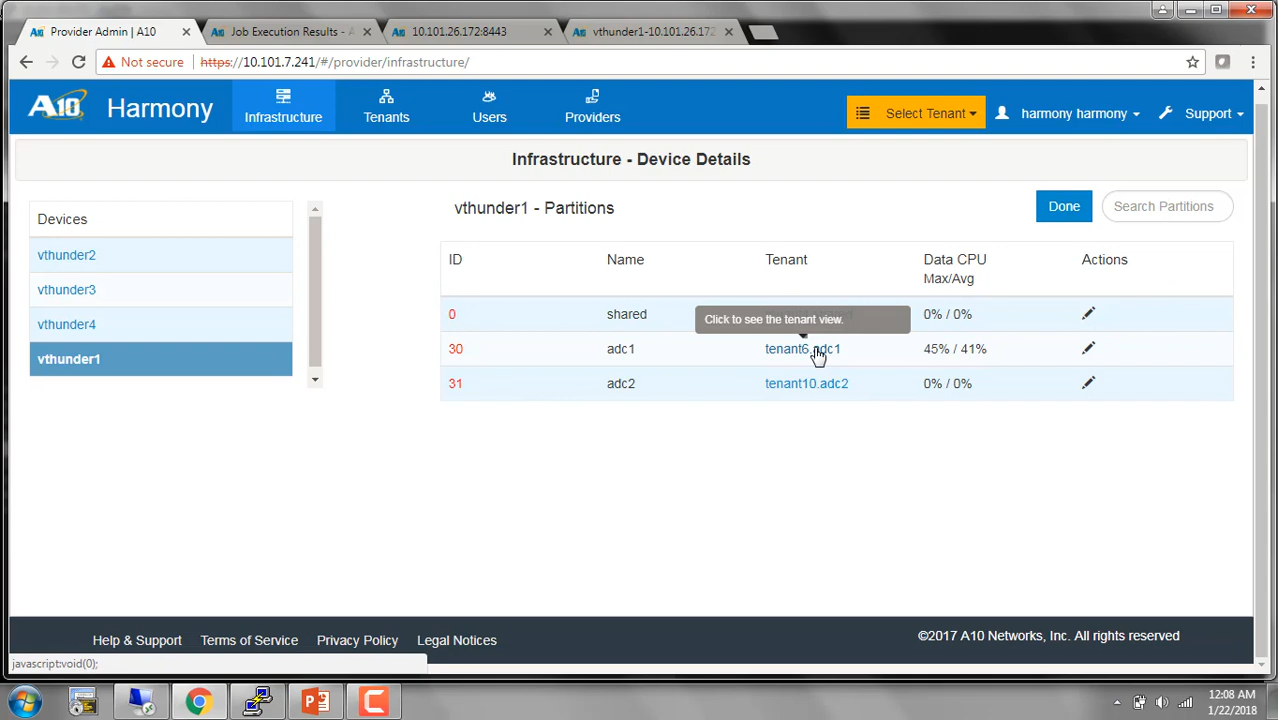 Provider Admin | A10
Job Execution Results - A
10.101.26.172:8443
vthunder1-10.101.26.172
Not secure
https://10.101.7.241/#/provider/infrastructure/
A10 Harmony
Infrastructure
Tenants
Users
Providers
Select Tenant
harmony harmony
Support
Infrastructure - Device Details
Devices
vthunder2
vthunder3
vthunder4
vthunder1
vthunder1 - Partitions
Done
Search Partitions
ID Name Tenant Data CPU Actions
Max/Avg
0 shared 0% / 0%
Click to see the tenant view.
30 adc1 tenant6.adc1 45% / 41%
31 adc2 tenant10.adc2 0% / 0%
Help & Support Terms of Service Privacy Policy Legal Notices
©2017 A10 Networks, Inc. All rights reserved
javascript:void(0);
12:08 AM
1/22/2018